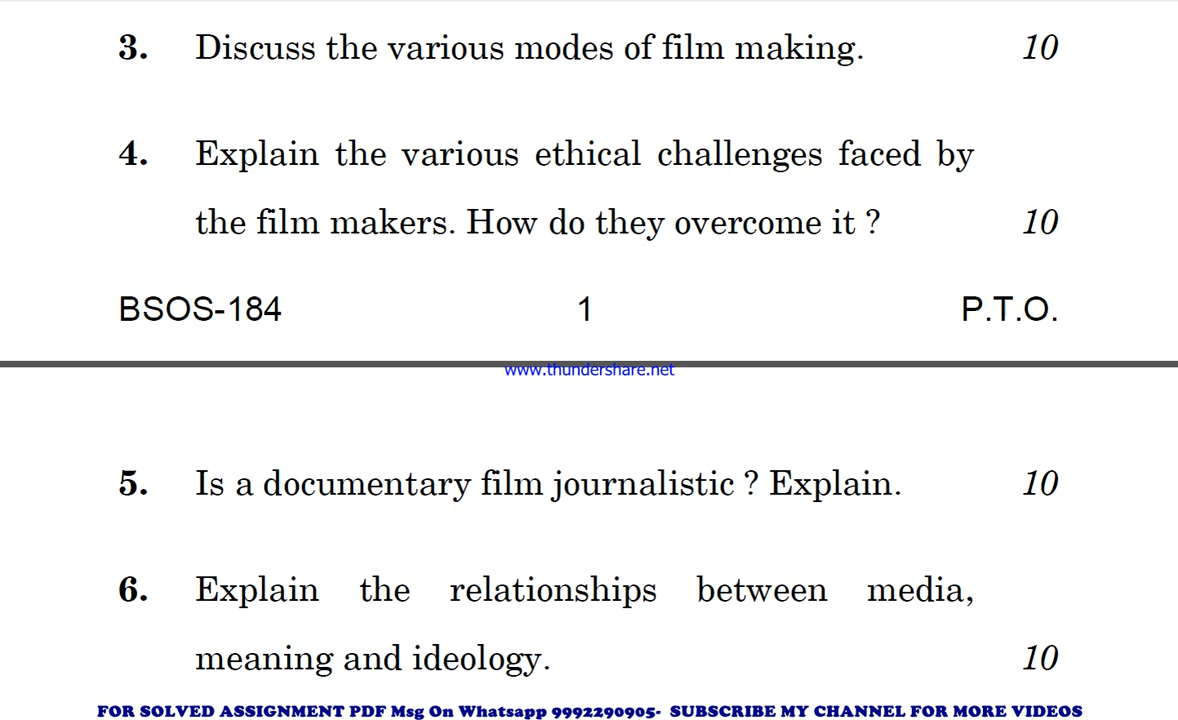 3. Discuss the various modes of film making. 10
4. Explain the various ethical challenges faced by
the film makers. How do they overcome it ? 10
BSOS-184 1 P.T.O.
www.thundershare.net
5. Is a documentary film journalistic ? Explain. 10
6. Explain the relationships between media,
meaning and ideology. 10
FOR SOLVED ASSIGNMENT PDF Msg On Whatsapp 9992290905- SUBSCRIBE MY CHANNEL FOR MORE VIDEOS